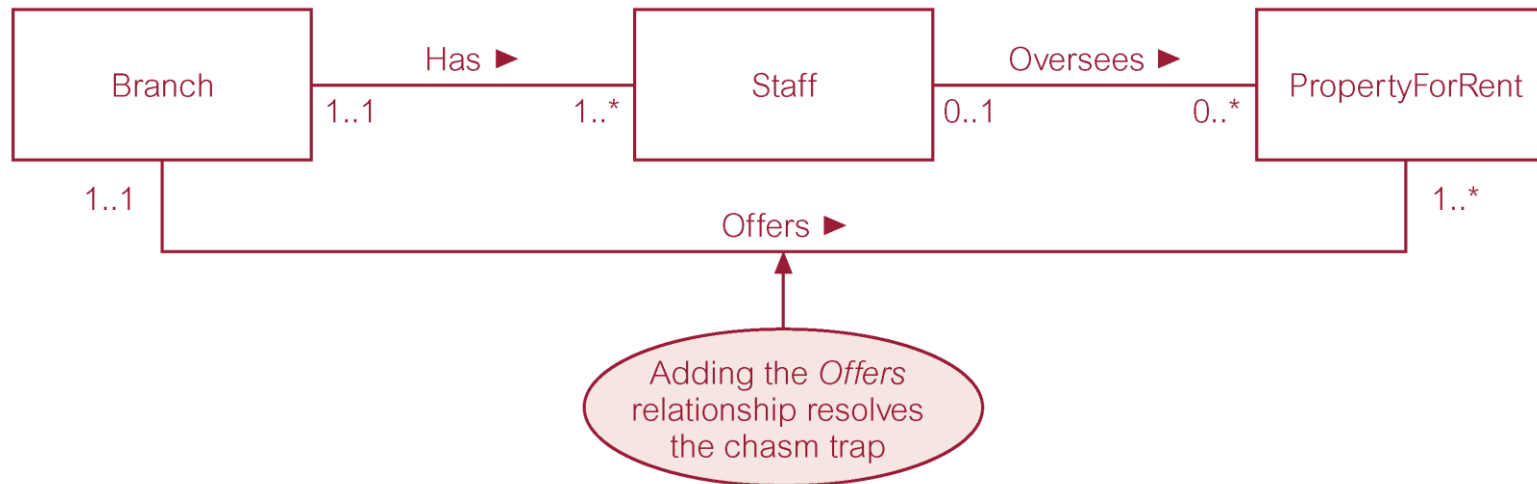 Branch
Has ►
Staff
Oversees ►
PropertyForRent
1..1
1..*
0..1
0..*
1..1
Offers ►
1..*
Adding the Offers
relationship resolves
the chasm trap